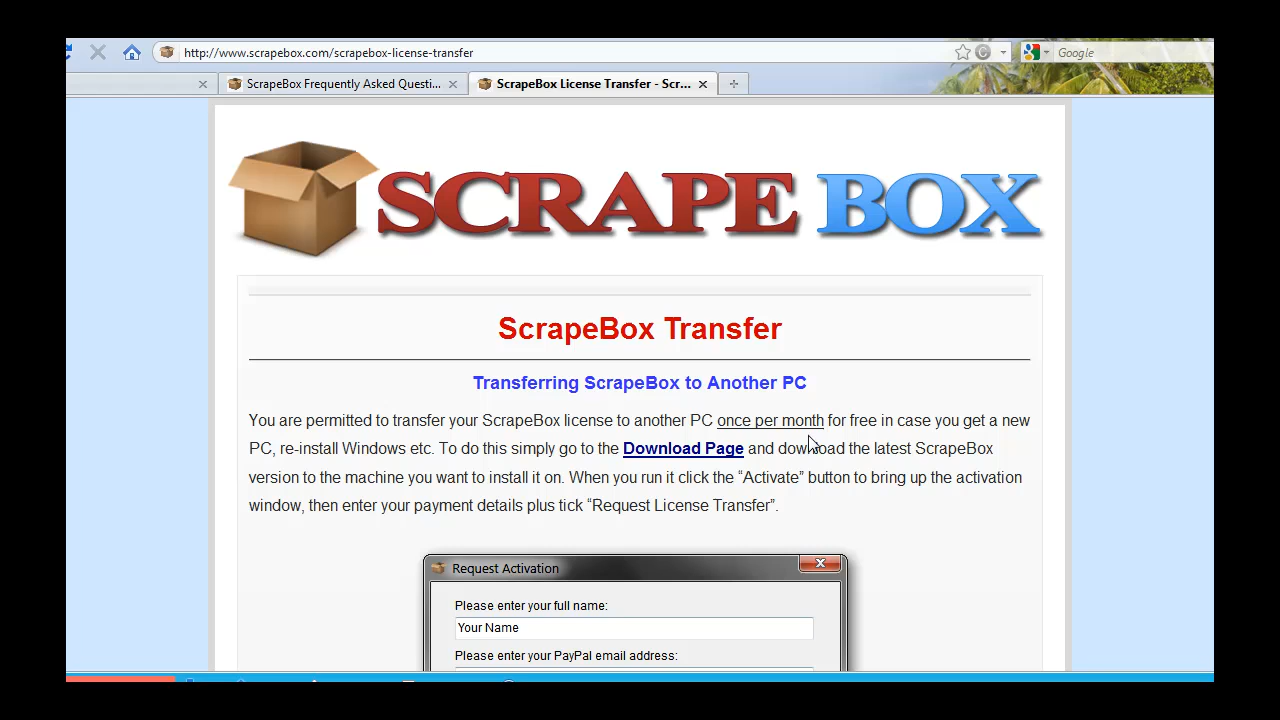 http://www.scrapebox.com/scrapebox-license-transfer
Google
ScrapeBox Frequently Asked Questi...
ScrapeBox License Transfer - Scr...
SCRAPE BOX
ScrapeBox Transfer
Transferring ScrapeBox to Another PC
You are permitted to transfer your ScrapeBox license to another PC once per month for free in case you get a new
PC, re-install Windows etc. To do this simply go to the Download Page and download the latest ScrapeBox
version to the machine you want to install it on. When you run it click the “Activate” button to bring up the activation
window, then enter your payment details plus tick “Request License Transfer”.
Request Activation
Please enter your full name:
Your Name
Please enter your PayPal email address: